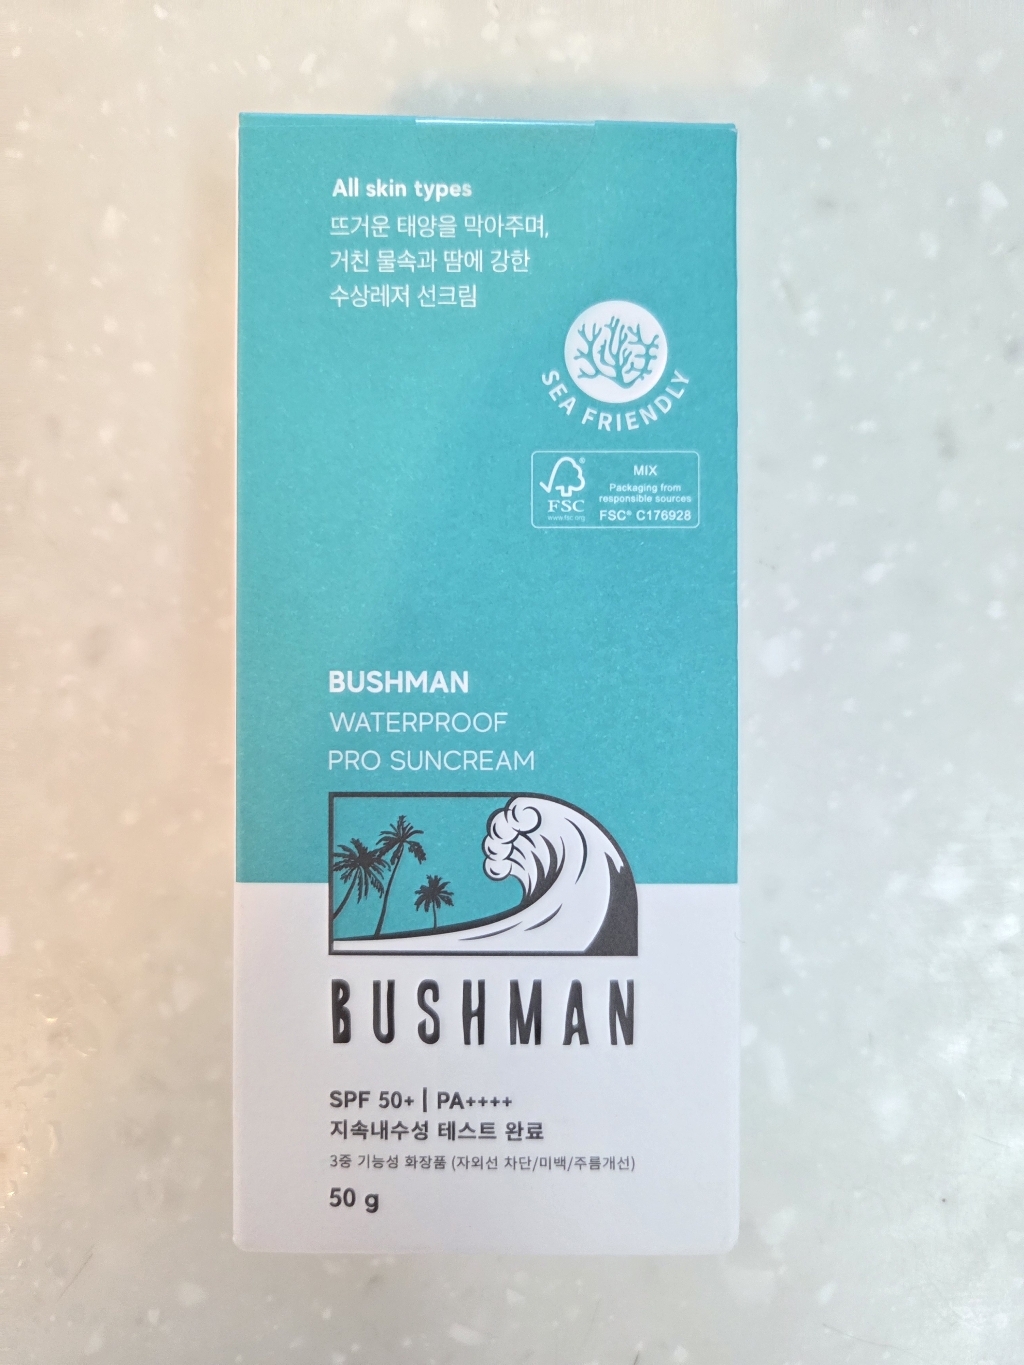 All skin types
뜨거운 태양을 막아주며,
거친 물속과 땀에 강한
수상레저 선크림
SEA FRIENDLY
MIX
Packaging from
responsible sources
FSC® C176928
FSC
www.fsc.org
BUSHMAN
WATERPROOF
PRO SUNCREAM
BUSHMAN
SPF 50+ | PA++++
지속내수성 테스트 완료
3중 기능성 화장품 (자외선 차단/미백/주름개선)
50 g